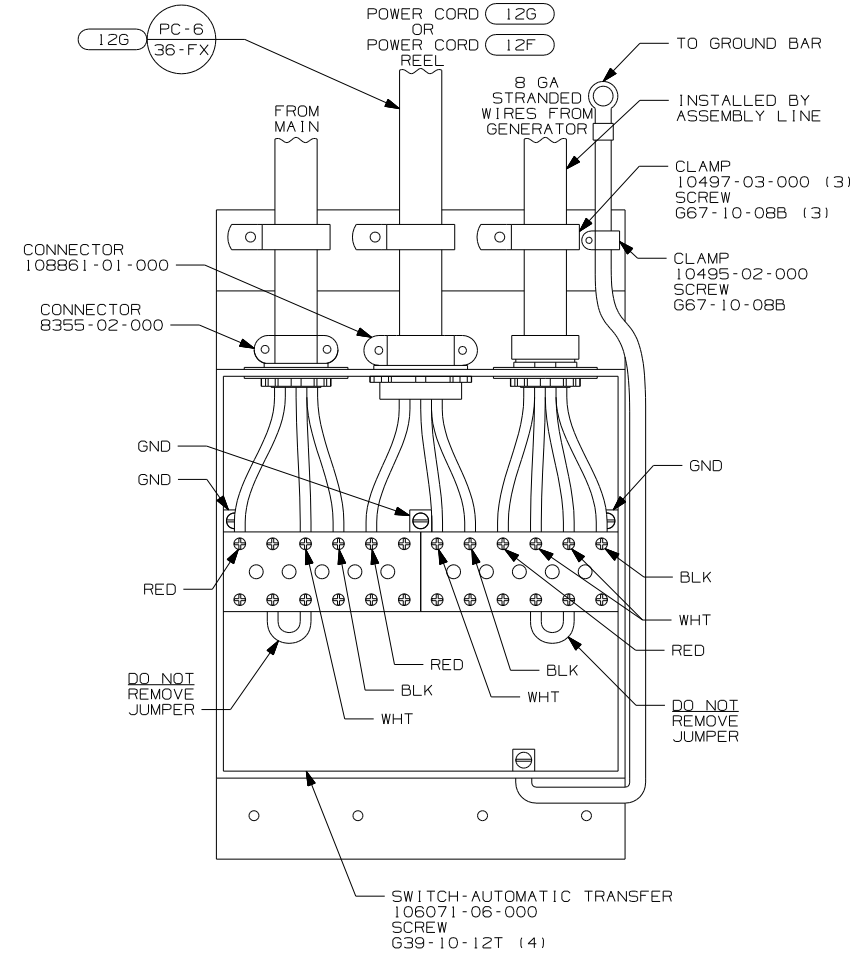 POWER CORD 12G
OR
POWER CORD 12F
REEL
12G
PC-6
36-FX
TO GROUND BAR
8 GA
STRANDED
WIRES FROM
GENERATOR
FROM
MAIN
INSTALLED BY
ASSEMBLY LINE
CLAMP
10497-03-000 (3)
SCREW
G67-10-08B (3)
CONNECTOR
108861-01-000
CLAMP
10495-02-000
SCREW
G67-10-08B
CONNECTOR
8355-02-000
GND
GND
GND
RED
BLK
WHT
RED
RED
BLK
WHT
BLK
WHT
DO NOT
REMOVE
JUMPER
DO NOT
REMOVE
JUMPER
SWITCH-AUTOMATIC TRANSFER
106071-06-000
SCREW
G39-10-12T (4)